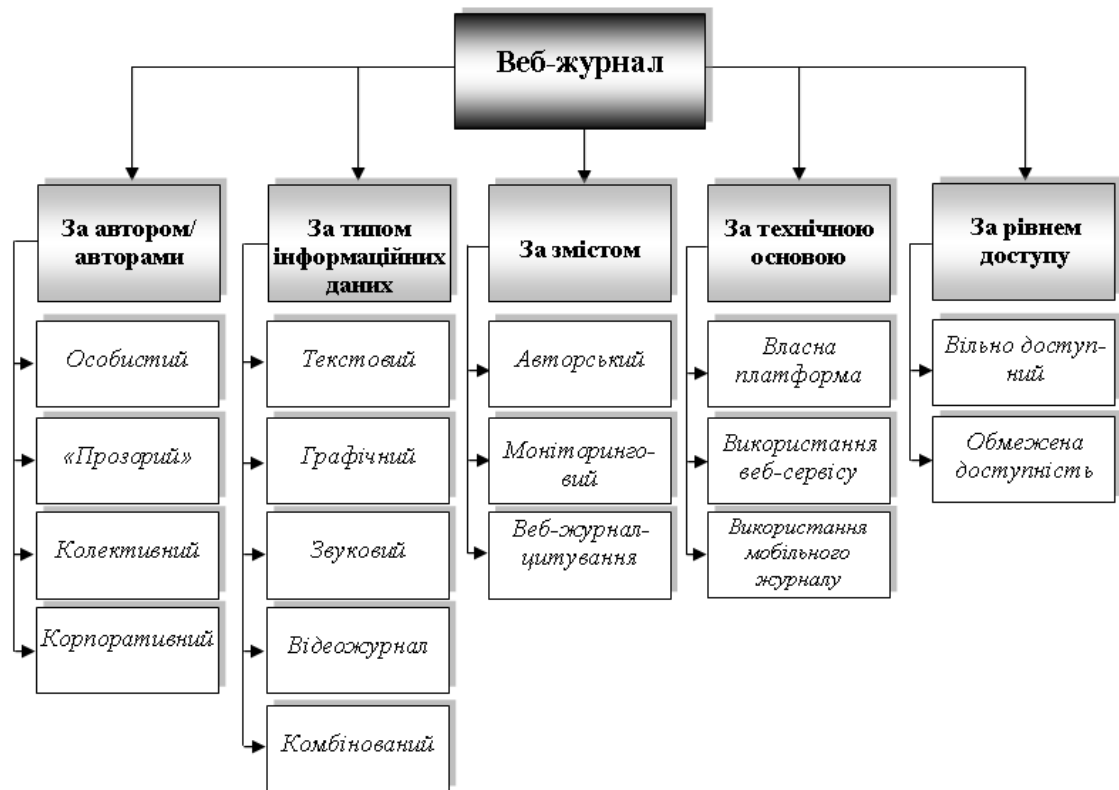 Веб-журнал
За автором/
авторами
Особистий
«Прозорий»
Колективний
Корпоративний
За типом
інформаційних
даних
Текстовий
Графічний
Звуковий
Відеожурнал
Комбінований
За змістом
Авторський
Моніторинго-
вий
Веб-журнал-
цитування
За технічною
основою
Власна
платформа
Використання
веб-сервісу
Використання
мобільного
журналу
За рівнем
доступу
Вільно доступ-
ний
Обмежена
доступність